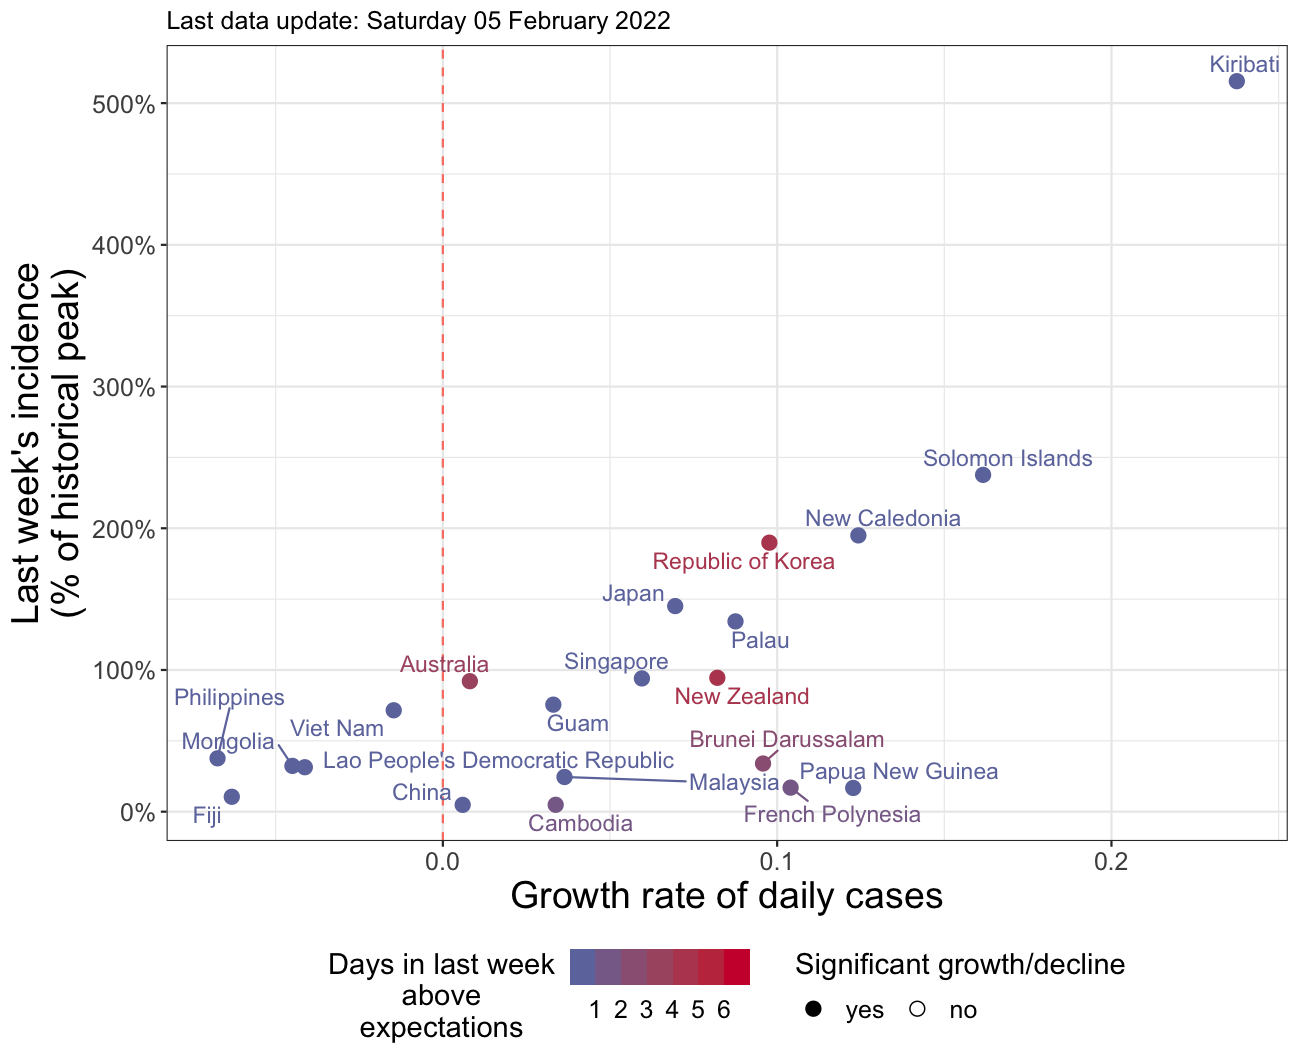 Last data update: Saturday 05 February 2022
Kiribati
500%
400%
300%
Solomon Islands
New Caledonia
200%
Republic of Korea
Japan
Palau
Singapore
Australia
100%
New Zealand
Philippines
Guam
Viet Nam
Mongolia
Brunei Darussalam
Lao People's Democratic Republic
Papua New Guinea
Malaysia
China
Fiji
French Polynesia
Cambodia
0%
Last week's incidence
(% of historical peak)
0.0
0.1
0.2
Growth rate of daily cases
Days in last week
above
expectations
1 2 3 4 5 6
Significant growth/decline
yes
no